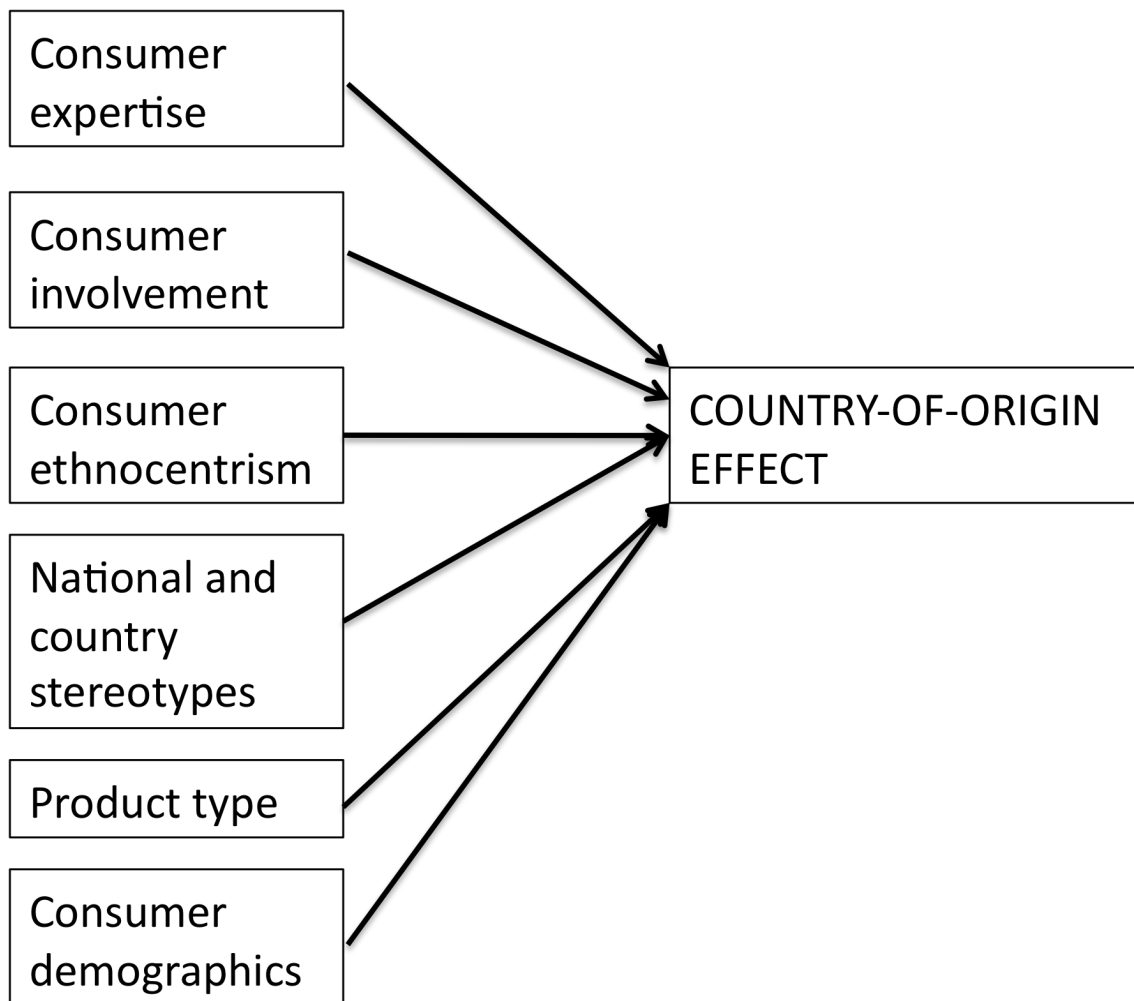 Consumer
expertise
Consumer
involvement
Consumer
ethnocentrism
National and
country
stereotypes
Product type
Consumer
demographics
COUNTRY-OF-ORIGIN
EFFECT